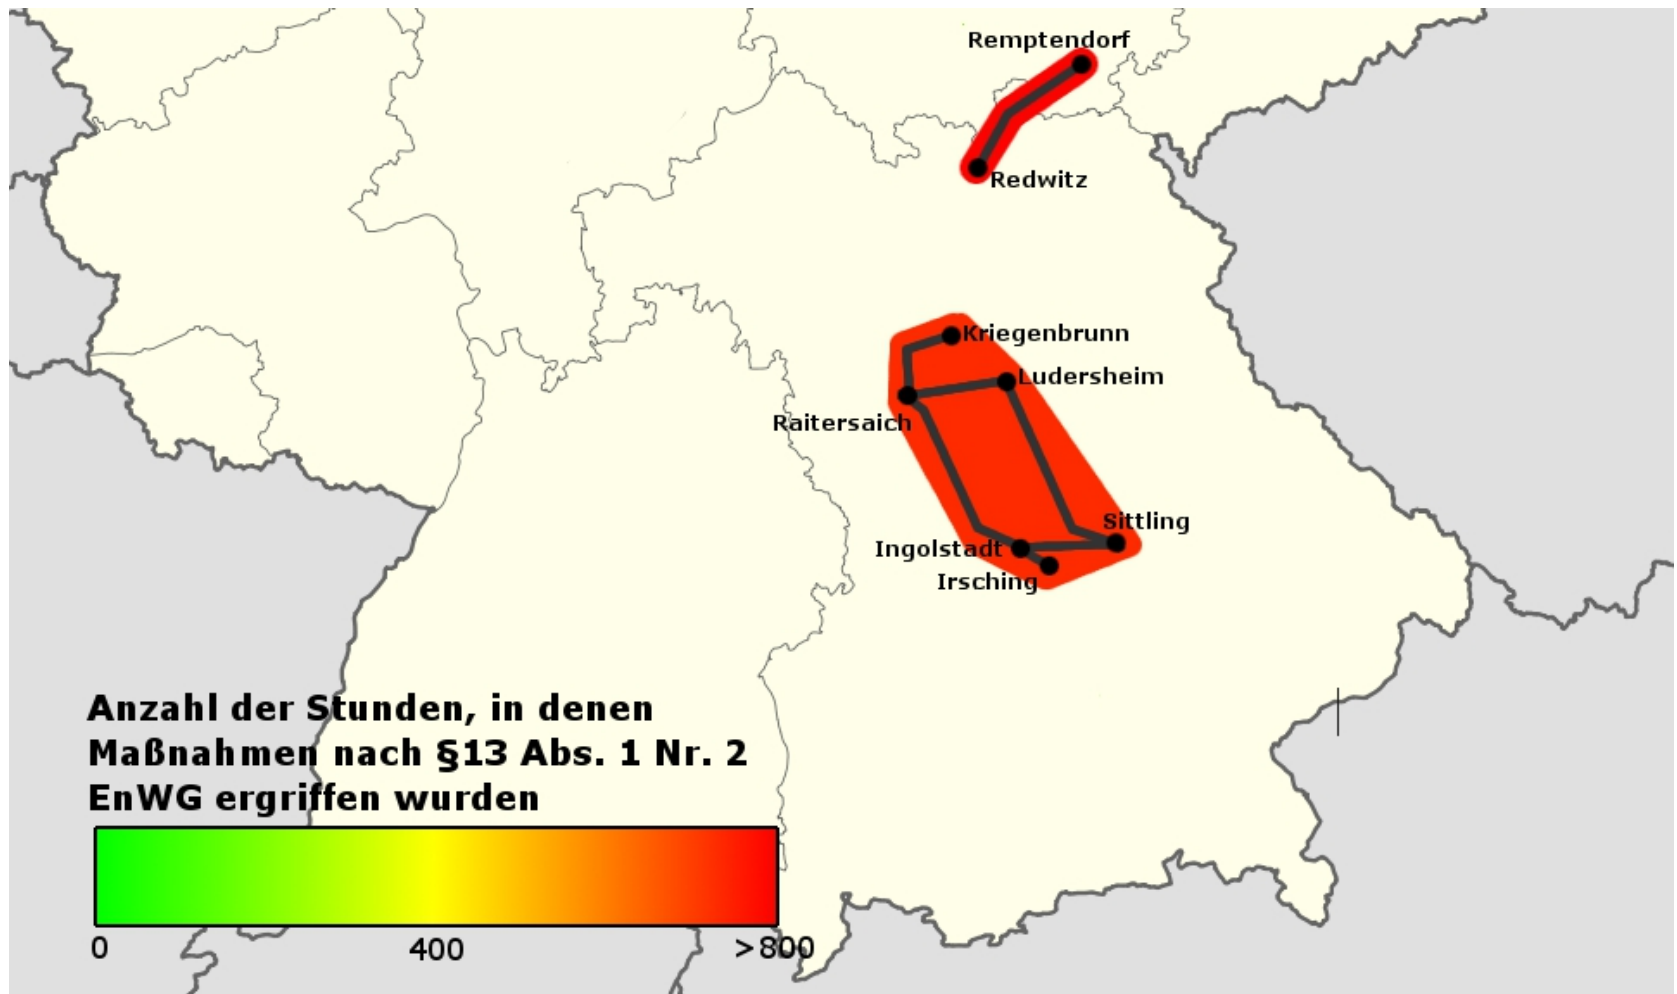 Remptendorf
Redwitz
Kriegenbrunn
Ludersheim
Raitersaich
Sittling
Ingolstadt
Irsching
Anzahl der Stunden, in denen
Maßnahmen nach §13 Abs. 1 Nr. 2
EnWG ergriffen wurden
0 400 >800